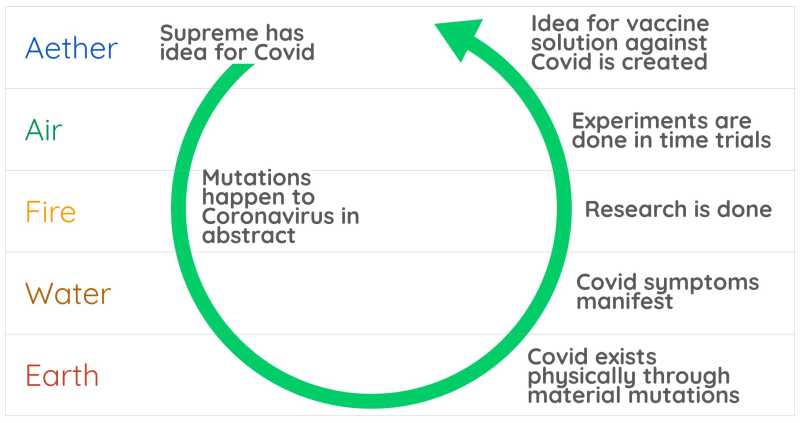 Aether
Supreme has
idea for Covid
Idea for vaccine
solution against
Covid is created
Air
Experiments are
done in time trials
Fire
Mutations
happen to
Coronavirus in
abstract
Research is done
Water
Covid symptoms
manifest
Earth
Covid exists
physically through
material mutations